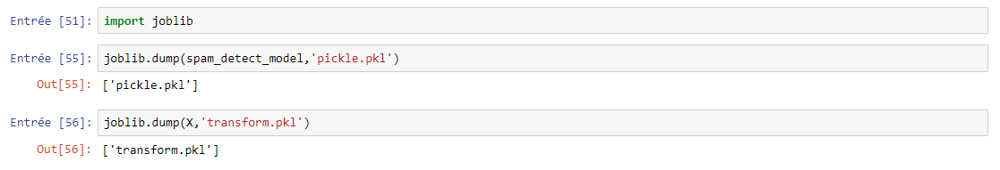 Entrée [51]: import joblib
Entrée [55]: joblib.dump(spam_detect_model,'pickle.pkl')
Out[55]: ['pickle.pkl']
Entrée [56]: joblib.dump(X,'transform.pkl')
Out[56]: ['transform.pkl']